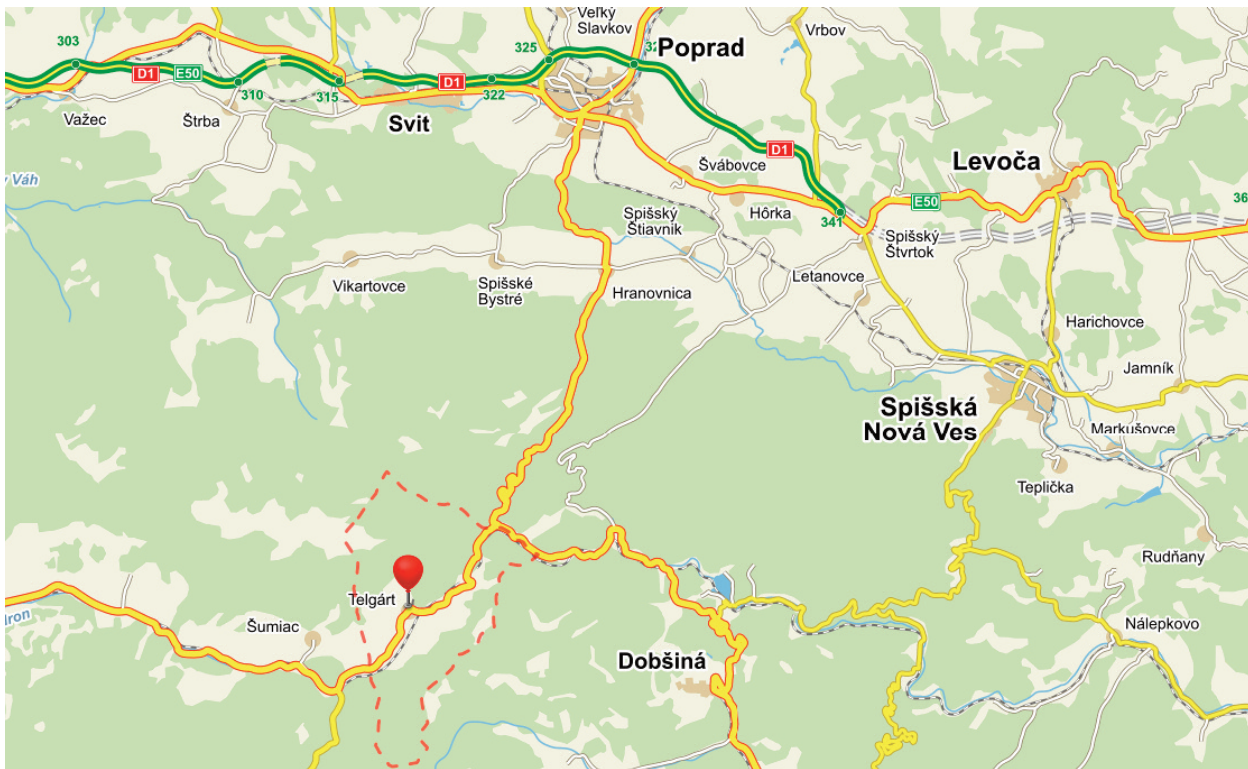 Veľký
Slavkov
303
325
Poprad
Vrbov
D1
E50
310
315
D1
322
Važec
Štrba
Svit
Švábovce
D1
Levoča
Váh
Hôrka
E50
341
Spišský
Štiavnik
Spišský
Štvrtok
Vikartovce
Spišské
Bystré
Hranovnica
Letanovce
Harichovce
Jamník
Spišská
Nová Ves
Markušovce
Teplička
Rudňany
Telgárt
Šumiac
Nálepkovo
Dobšiná